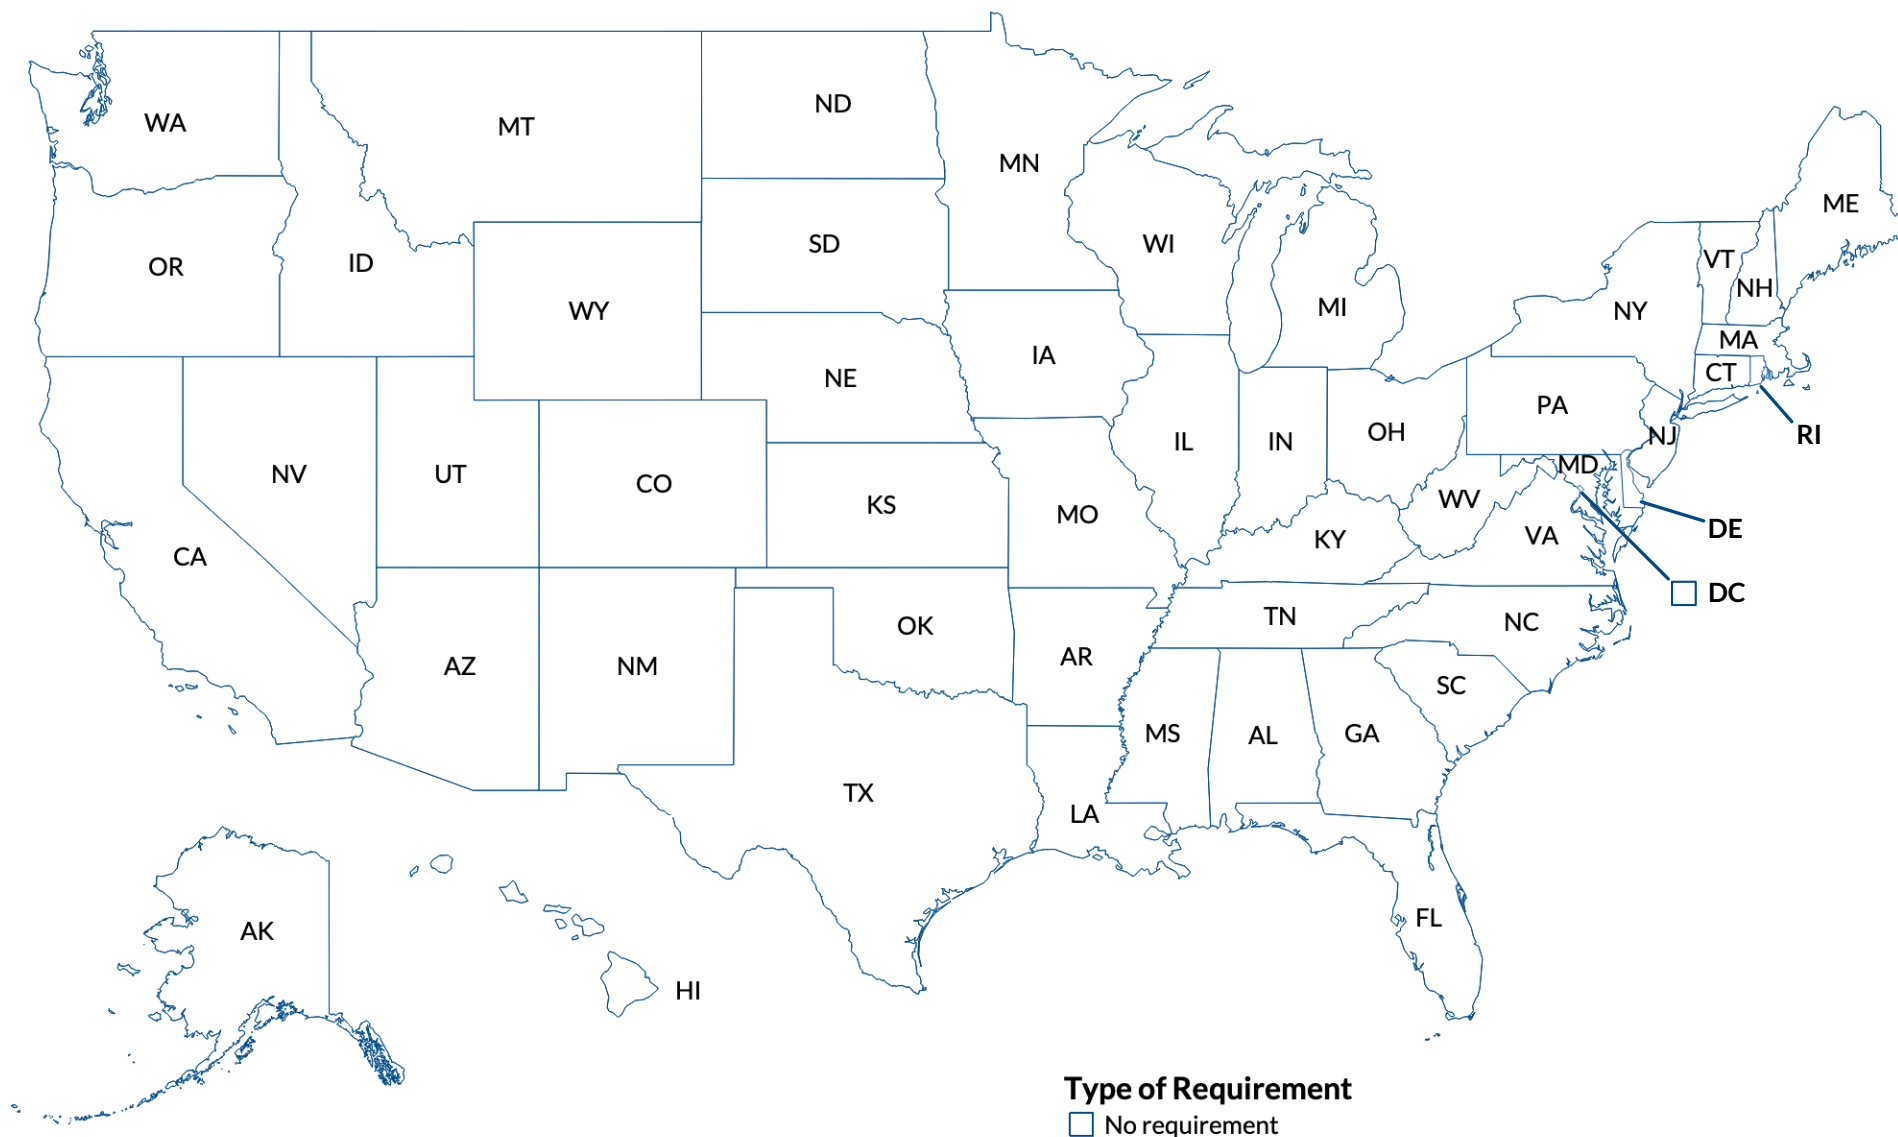 WA
MT
ND
MN
OR
ID
SD
WI
ME
WY
MI
VT
NH
NY
MA
IA
NE
CT
PA
RI
NV
UT
CO
IL
IN
OH
NJ
MD
KS
MO
WV
CA
KY
VA
DE
DC
OK
TN
NC
AZ
NM
AR
SC
MS
AL
GA
TX
LA
AK
HI
FL
Type of Requirement
No requirement